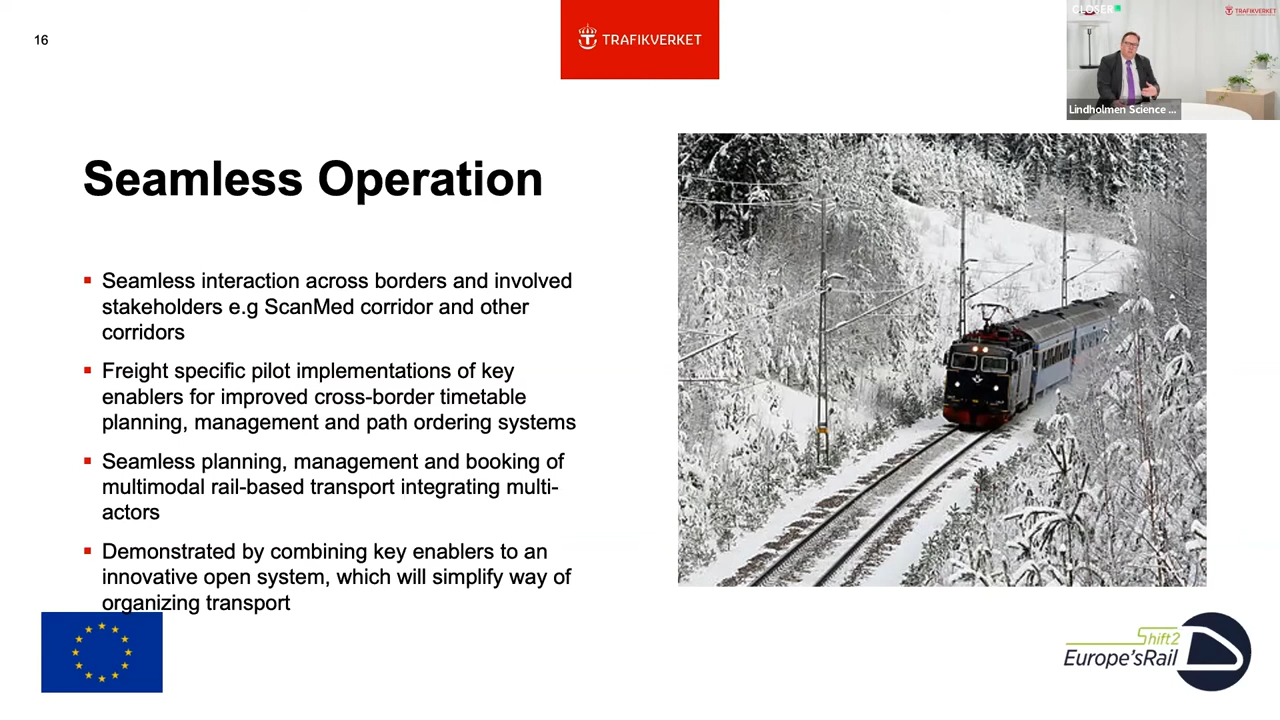 16
TRAFIKVERKET
CLOSER
TRAFIKVERKET
Lindholmen Science ...
Seamless Operation
Seamless interaction across borders and involved
stakeholders e.g ScanMed corridor and other
corridors
Freight specific pilot implementations of key
enablers for improved cross-border timetable
planning, management and path ordering systems
Seamless planning, management and booking of
multimodal rail-based transport integrating multi-
actors
Demonstrated by combining key enablers to an
innovative open system, which will simplify way of
organizing transport
Shift2
Europe'sRail